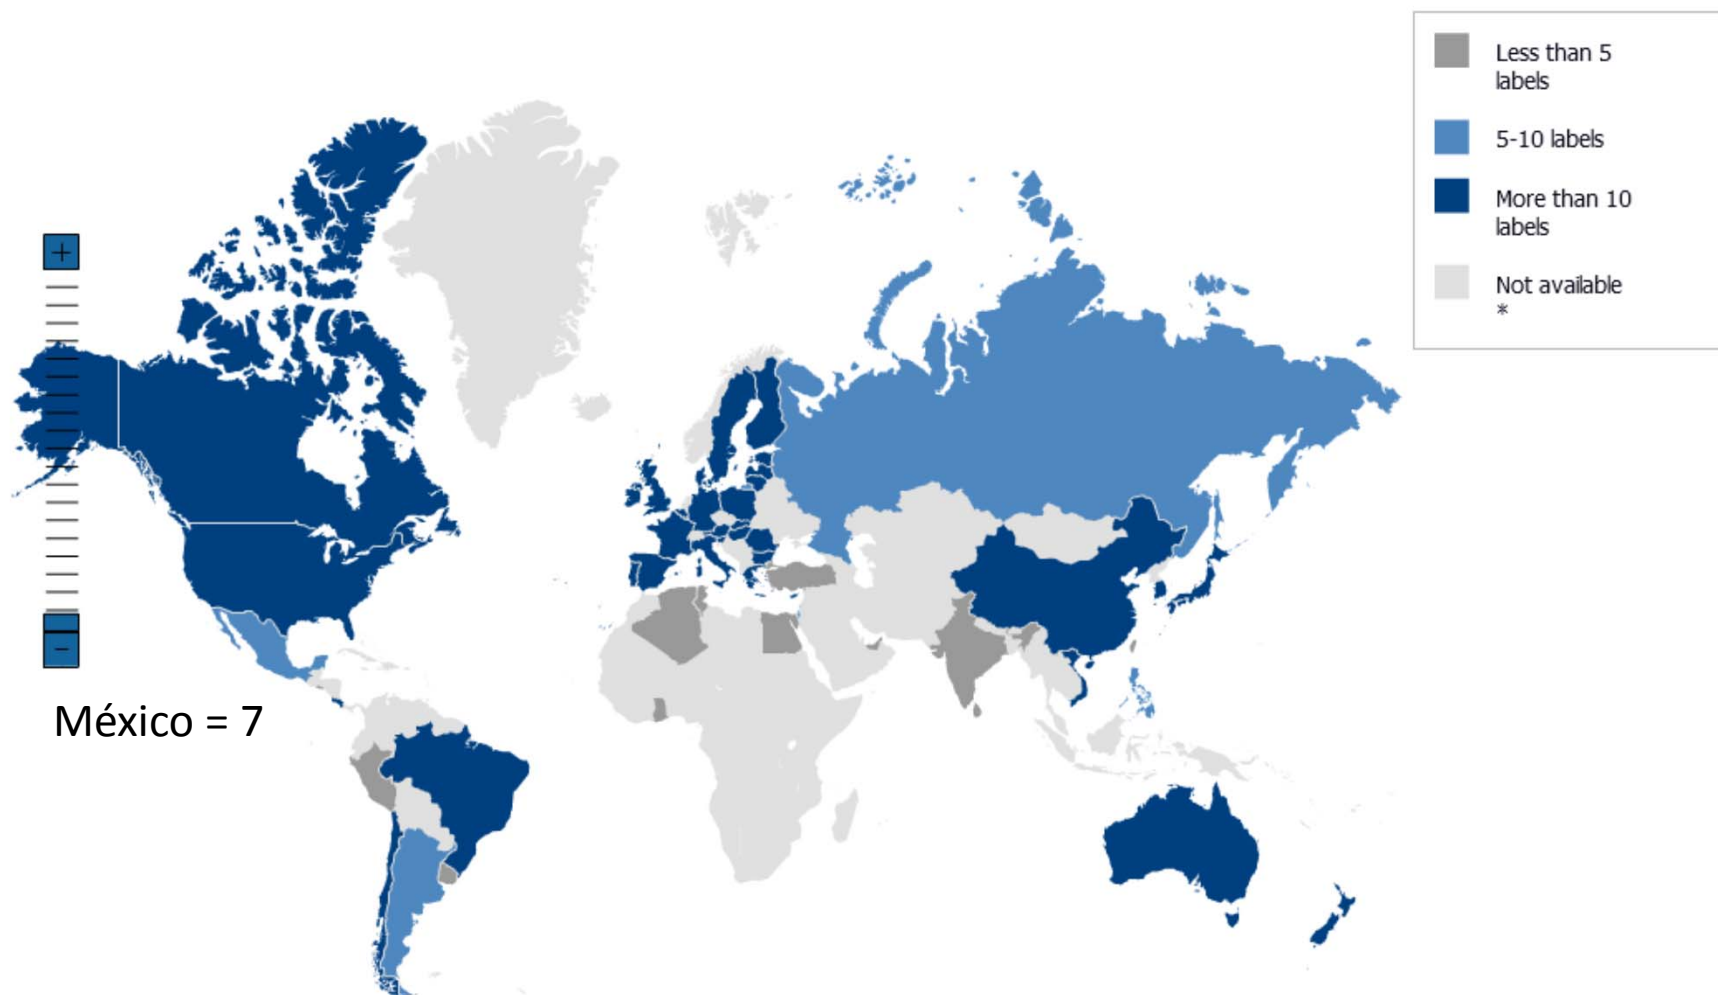 Less than 5
labels
5-10 labels
More than 10
labels
Not available
*
+
-
México = 7